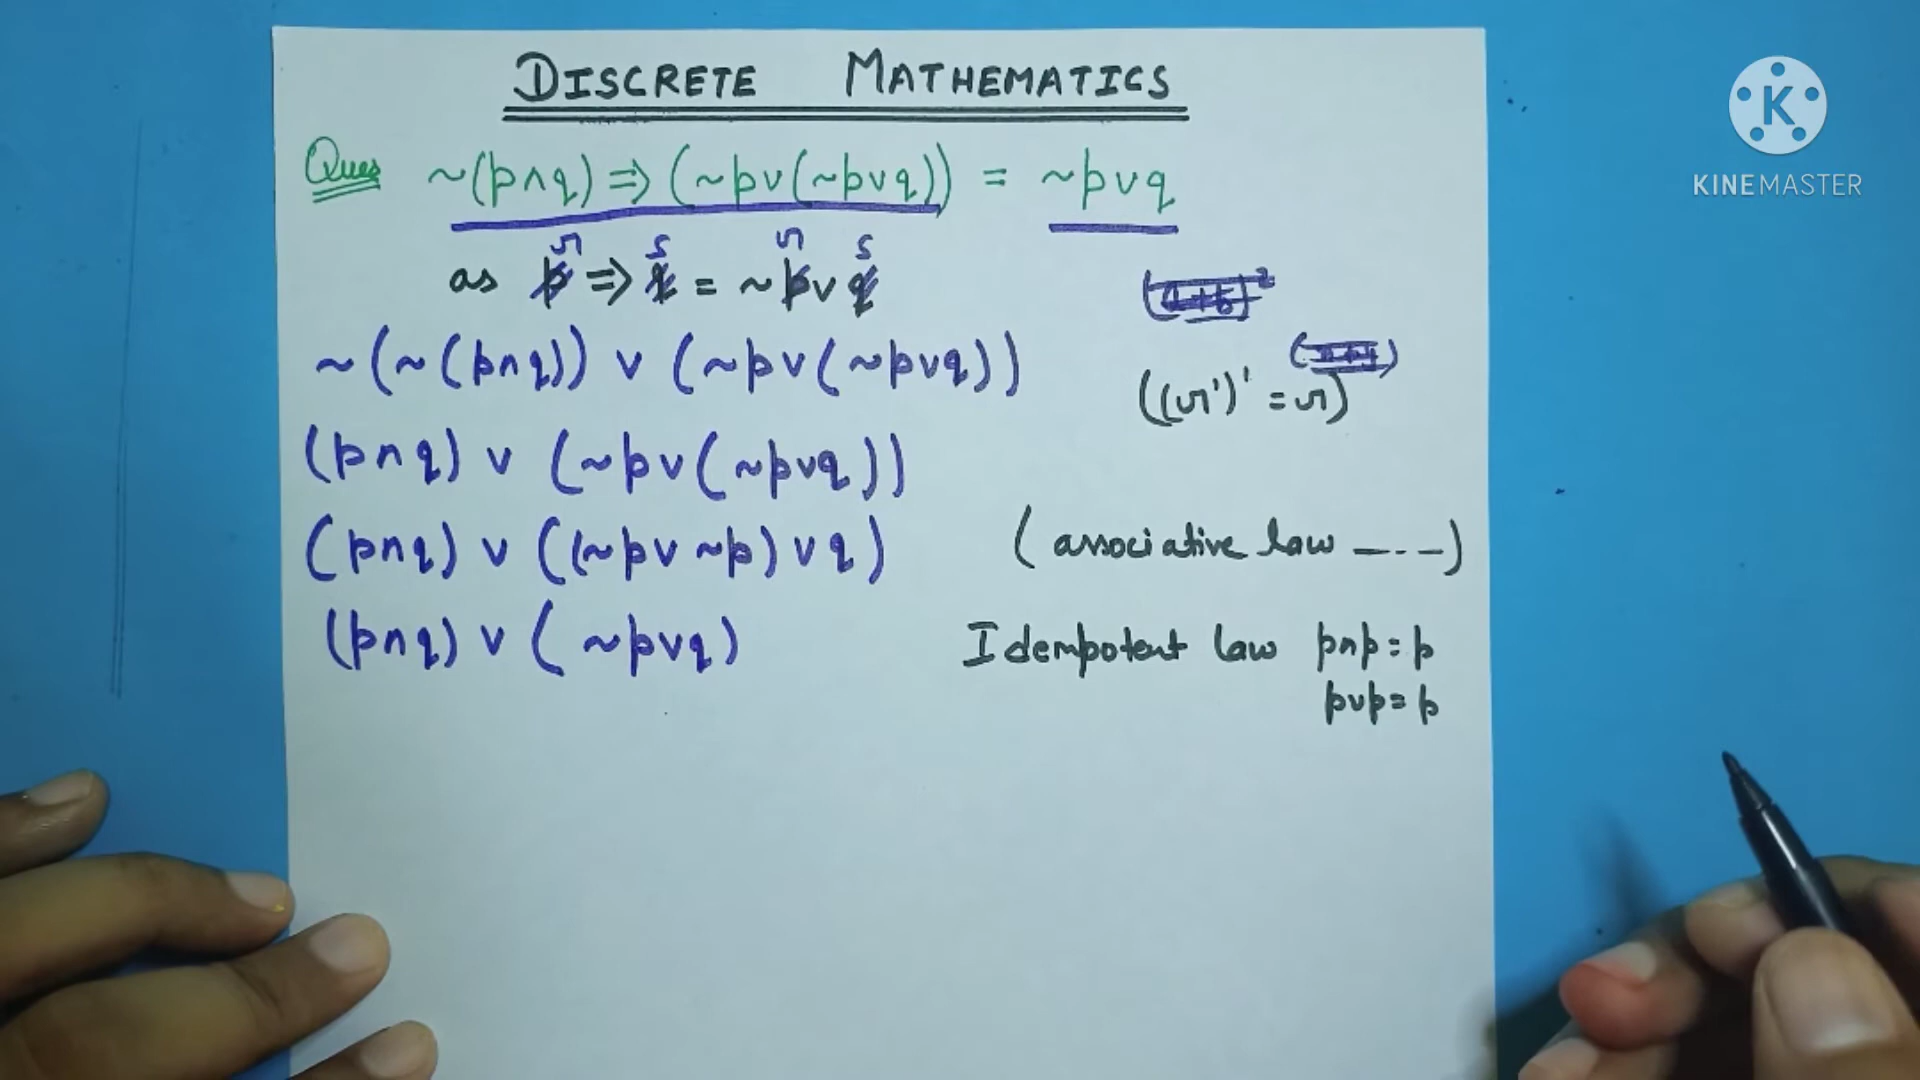 DISCRETE MATHEMATICS
Ques ~(p∧q) ⇒ (~p∨(~p∨q)) = ~p∨q
r s r s
as p ⇒ q = ~p∨q
~(~(p∧q)) ∨ (~p∨(~p∨q))
((r')' = r)
(p∧q) ∨ (~p∨(~p∨q))
(p∧q) ∨ ((~p∨~p)∨q) (associative law -·--)
(p∧q) ∨ (~p∨q) Idempotent law p∧p=p
p∨p=p
K
KINEMASTER